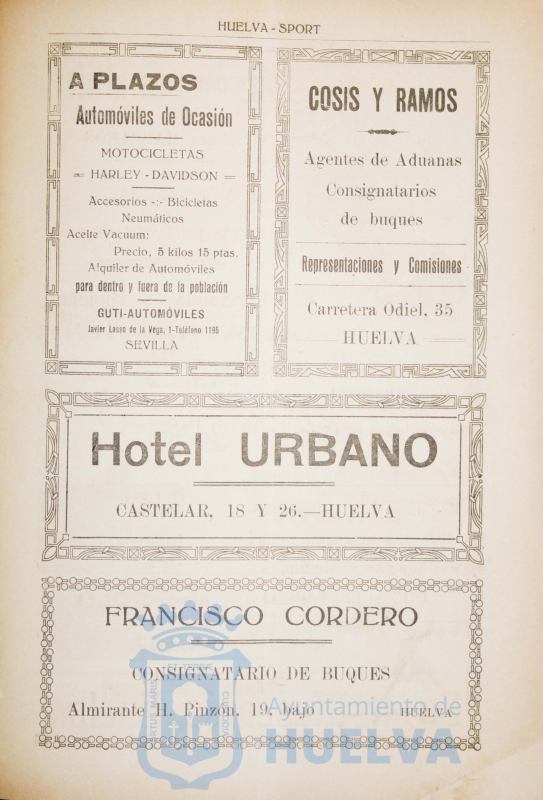 HUELVA - SPORT
A PLAZOS
Automóviles de Ocasión
MOTOCICLETAS
HARLEY - DAVIDSON
Accesorios -:- Bicicletas
Neumáticos
Aceite Vacuum:
Precio, 5 kilos 15 ptas.
Alquiler de Automóviles
para dentro y fuera de la población
GUTI-AUTOMÓVILES
Javier Lasso de la Vega, 1-Teléfono 1195
SEVILLA
COSIS Y RAMOS
Agentes de Aduanas
Consignatarios
de buques
Representaciones y Comisiones
Carretera Odiel, 35
HUELVA
Hotel URBANO
CASTELAR, 18 Y 26.—HUELVA
FRANCISCO CORDERO
CONSIGNATARIO DE BUQUES
Almirante H. Pinzón, 19, bajo HUELVA
Ayuntamiento de
HUELVA